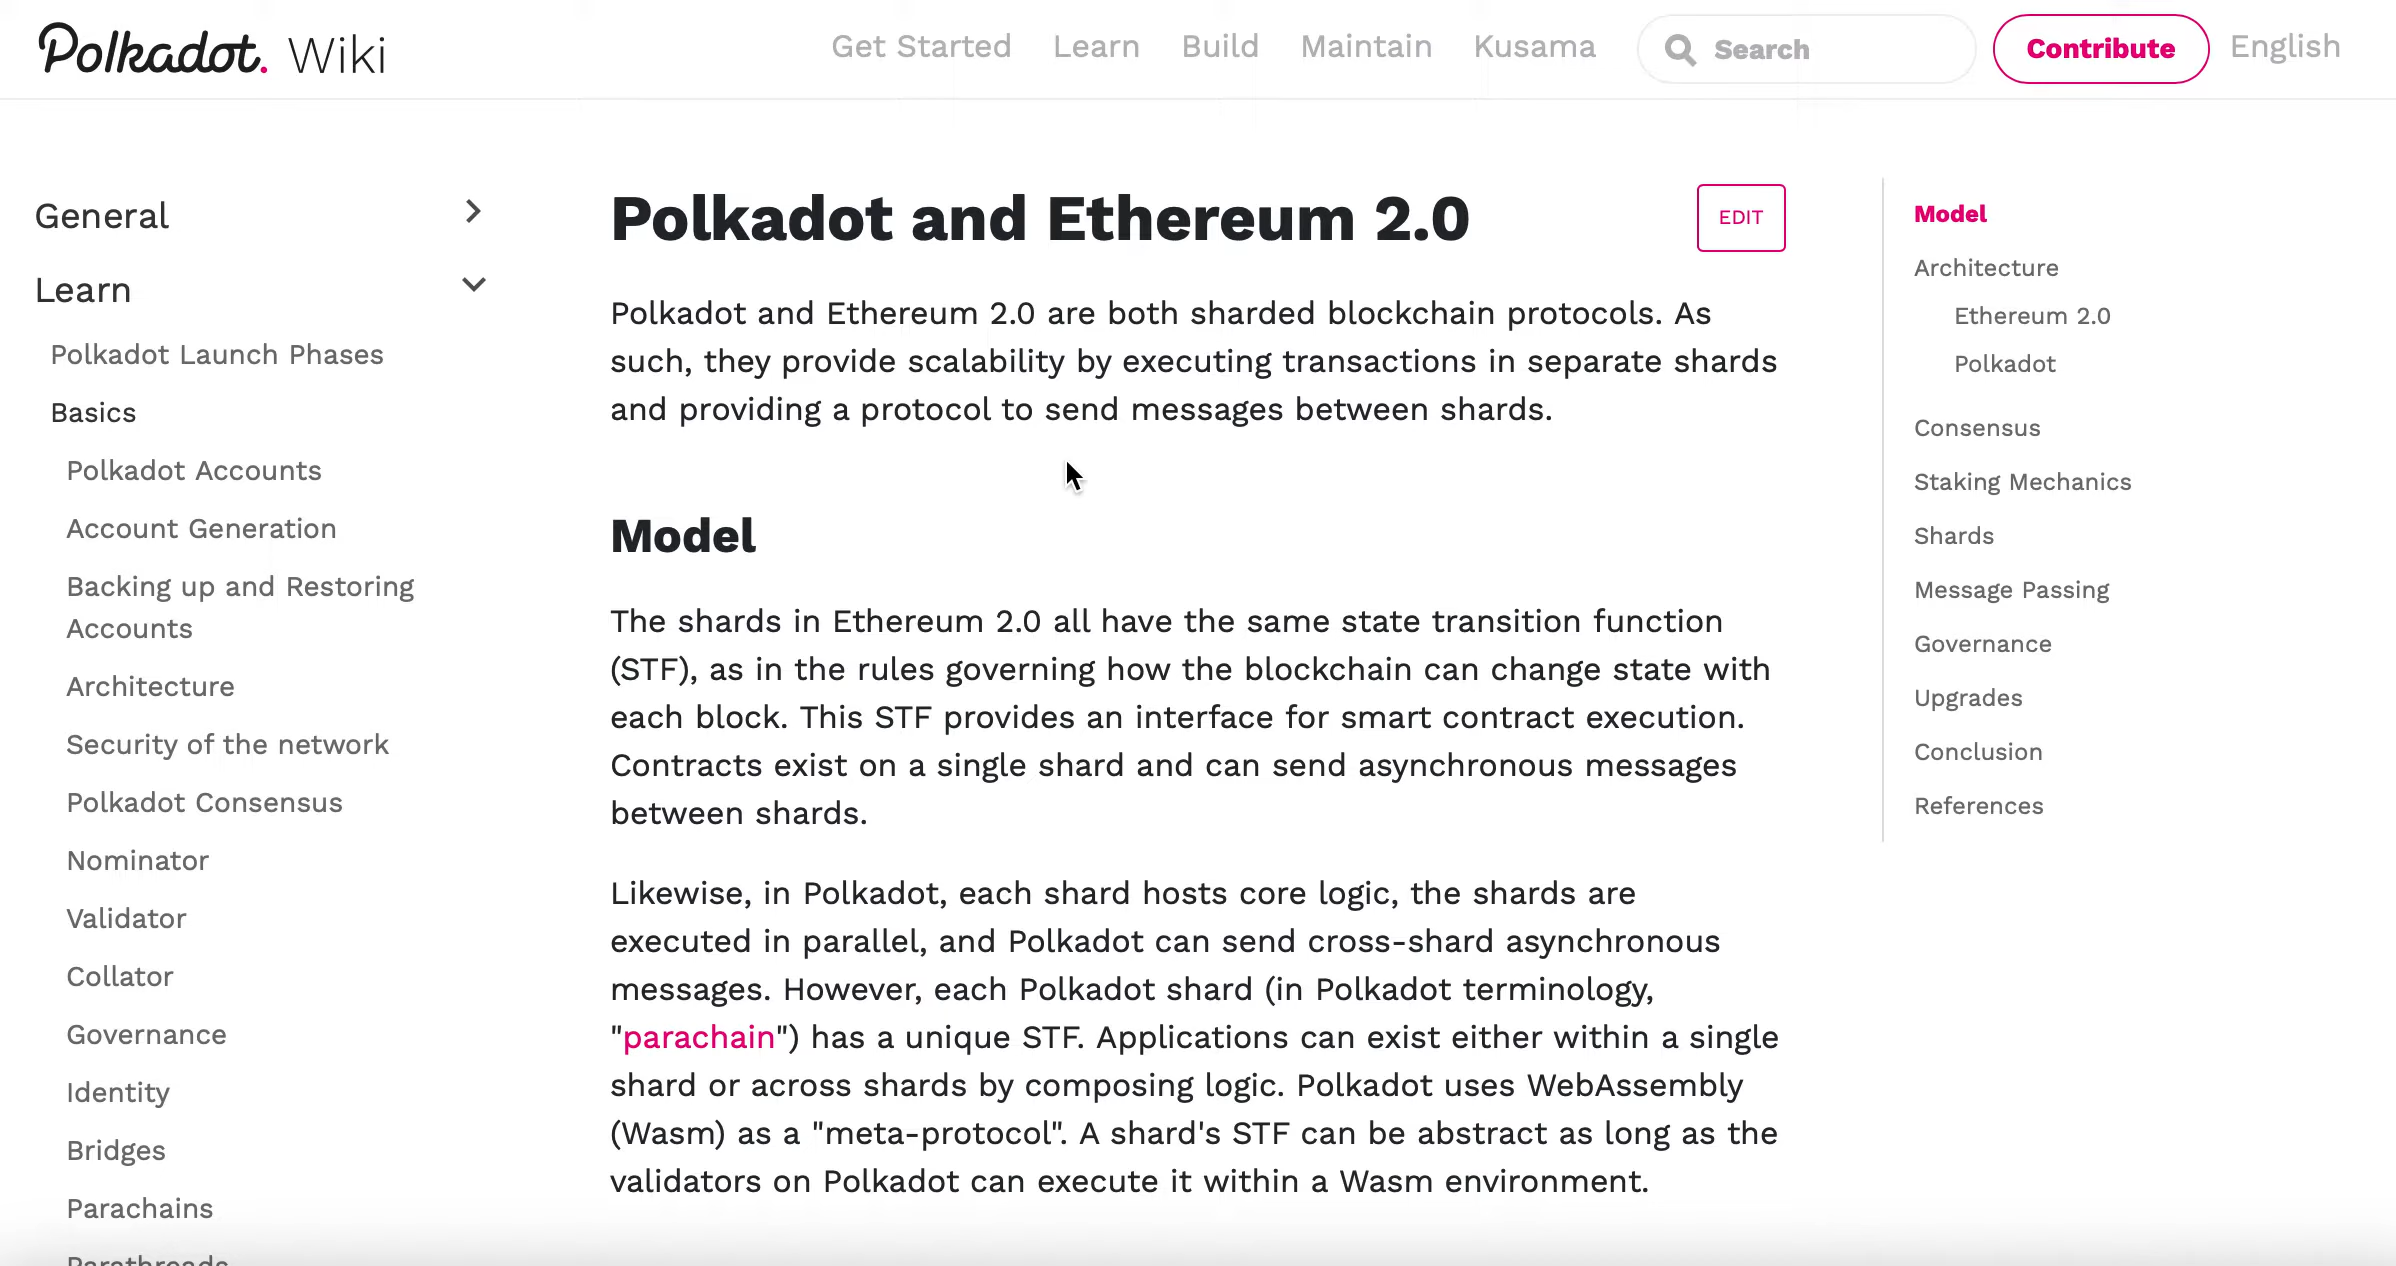 Polkadot. Wiki
Get Started Learn Build Maintain Kusama Search Contribute English
General
Learn
Polkadot Launch Phases
Basics
Polkadot Accounts
Account Generation
Backing up and Restoring
Accounts
Architecture
Security of the network
Polkadot Consensus
Nominator
Validator
Collator
Governance
Identity
Bridges
Parachains
Parathreads
Polkadot and Ethereum 2.0
EDIT
Polkadot and Ethereum 2.0 are both sharded blockchain protocols. As
such, they provide scalability by executing transactions in separate shards
and providing a protocol to send messages between shards.
Model
The shards in Ethereum 2.0 all have the same state transition function
(STF), as in the rules governing how the blockchain can change state with
each block. This STF provides an interface for smart contract execution.
Contracts exist on a single shard and can send asynchronous messages
between shards.
Likewise, in Polkadot, each shard hosts core logic, the shards are
executed in parallel, and Polkadot can send cross-shard asynchronous
messages. However, each Polkadot shard (in Polkadot terminology,
"parachain") has a unique STF. Applications can exist either within a single
shard or across shards by composing logic. Polkadot uses WebAssembly
(Wasm) as a "meta-protocol". A shard's STF can be abstract as long as the
validators on Polkadot can execute it within a Wasm environment.
Model
Architecture
Ethereum 2.0
Polkadot
Consensus
Staking Mechanics
Shards
Message Passing
Governance
Upgrades
Conclusion
References